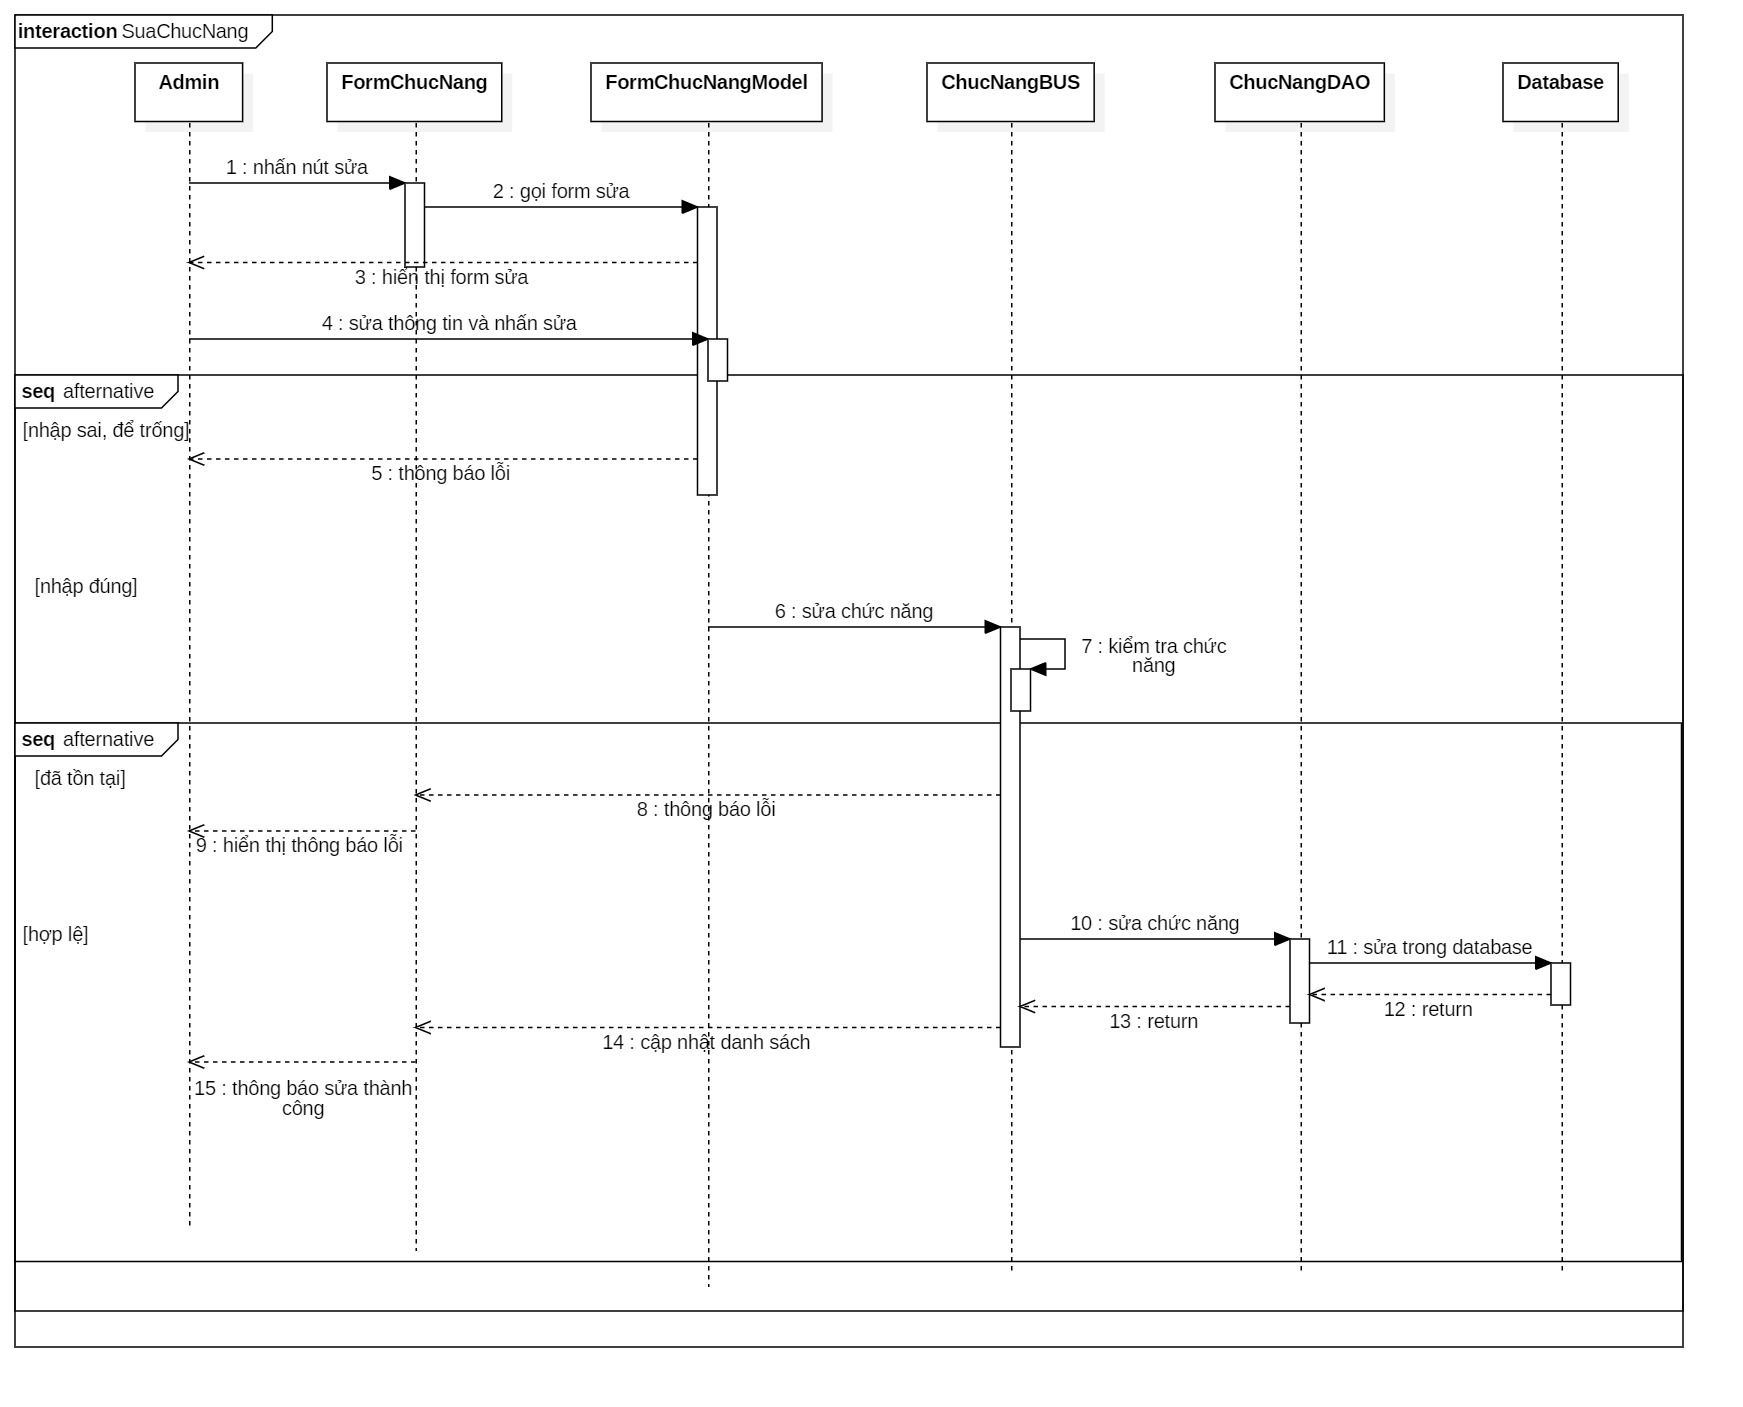 interaction SuaChucNang
Admin
FormChucNang
FormChucNangModel
ChucNangBUS
ChucNangDAO
Database
1 : nhấn nút sửa
2 : gọi form sửa
3 : hiển thị form sửa
4 : sửa thông tin và nhấn sửa
seq afternative
[nhập sai, để trống]
5 : thông báo lỗi
[nhập đúng]
6 : sửa chức năng
7 : kiểm tra chức
năng
seq afternative
[đã tồn tại]
8 : thông báo lỗi
9 : hiển thị thông báo lỗi
[hợp lệ]
10 : sửa chức năng
11 : sửa trong database
12 : return
13 : return
14 : cập nhật danh sách
15 : thông báo sửa thành
công